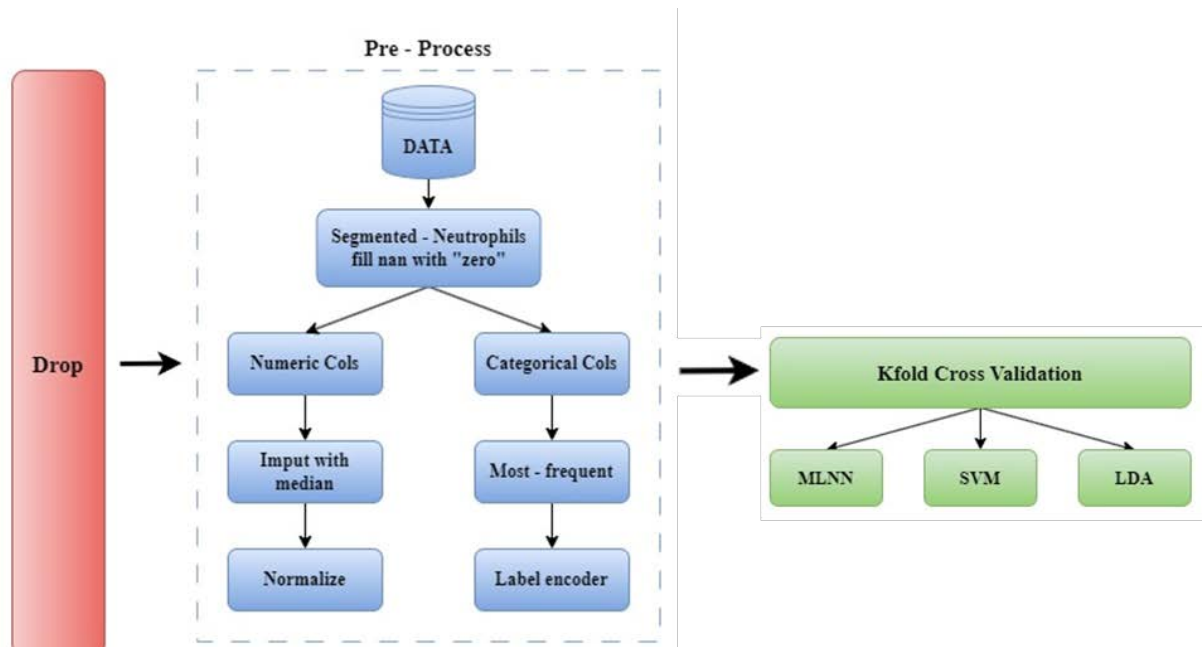 Pre - Process
DATA
Segmented - Neutrophils
fill nan with "zero"
Drop
Numeric Cols
Categorical Cols
Kfold Cross Validation
Imput with
median
Most - frequent
MLNN
SVM
LDA
Normalize
Label encoder